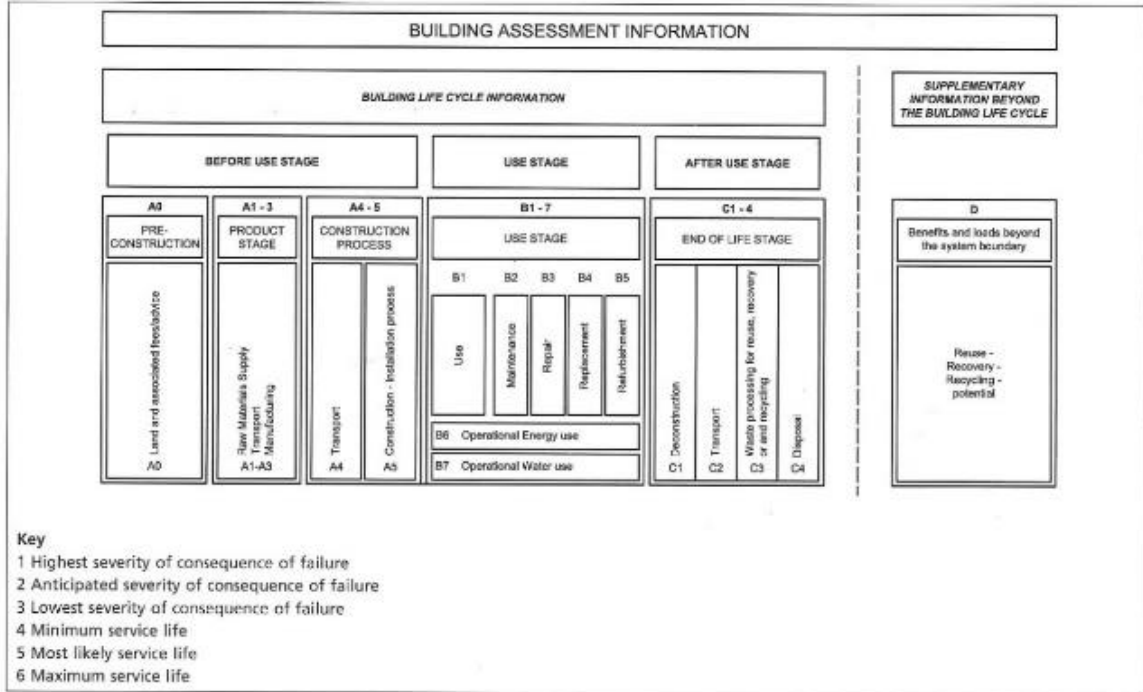 BUILDING ASSESSMENT INFORMATION
BUILDING LIFE CYCLE INFORMATION
SUPPLEMENTARY
INFORMATION BEYOND
THE BUILDING LIFE CYCLE
BEFORE USE STAGE
USE STAGE
AFTER USE STAGE
A0
PRE-
CONSTRUCTION
Land and associated fees/advice
A0
A1 - 3
PRODUCT
STAGE
Raw Materials Supply
Transport
Manufacturing
A1-A3
A4 - 5
CONSTRUCTION
PROCESS
Transport
A4
Construction - Installation process
A5
B1 - 7
USE STAGE
B1
Use
B2
Maintenance
B3
Repair
B4
Replacement
B5
Refurbishment
B6 Operational Energy use
B7 Operational Water use
C1 - 4
END OF LIFE STAGE
Deconstruction
C1
Transport
C2
Waste processing for reuse, recovery
or and recycling
C3
Disposal
C4
D
Benefits and loads beyond
the system boundary
Reuse -
Recovery -
Recycling -
potential
Key
1 Highest severity of consequence of failure
2 Anticipated severity of consequence of failure
3 Lowest severity of consequence of failure
4 Minimum service life
5 Most likely service life
6 Maximum service life